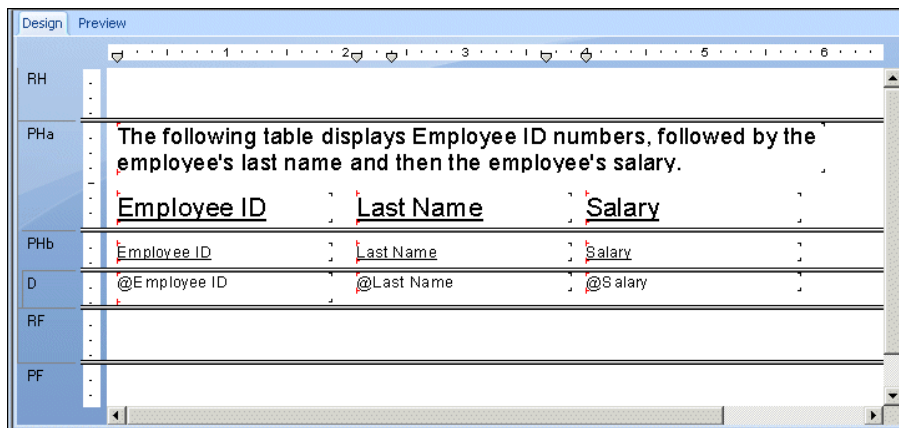 Design Preview
1 2 3 4 5 6
RH
PHa
The following table displays Employee ID numbers, followed by the
employee's last name and then the employee's salary.
Employee ID Last Name Salary
PHb
Employee ID Last Name Salary
D
@Employee ID @Last Name @Salary
RF
PF